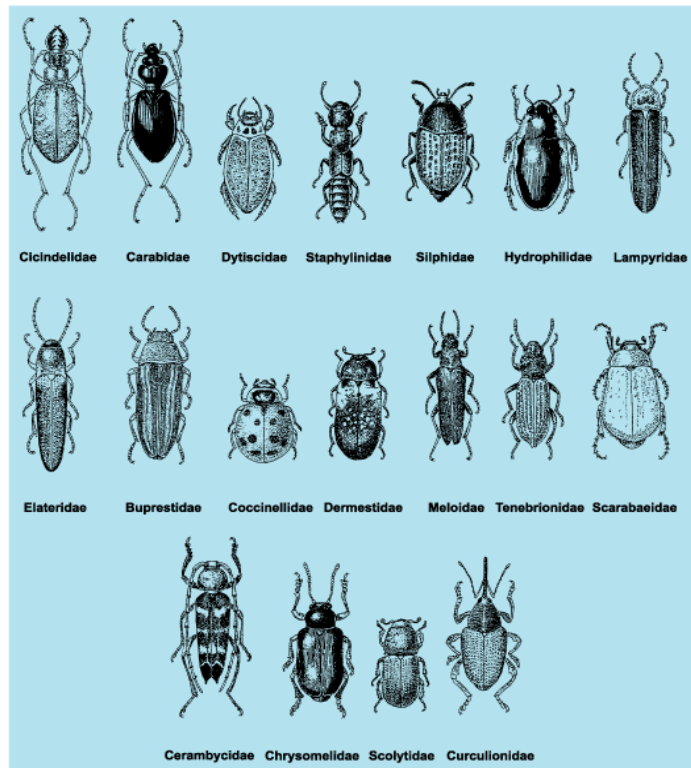 Cicindelidae Carabidae Dytiscidae Staphylinidae Silphidae Hydrophilidae Lampyridae
Elateridae Buprestidae Coccinellidae Dermestidae Meloidae Tenebrionidae Scarabaeidae
Cerambycidae Chrysomelidae Scolytidae Curculionidae